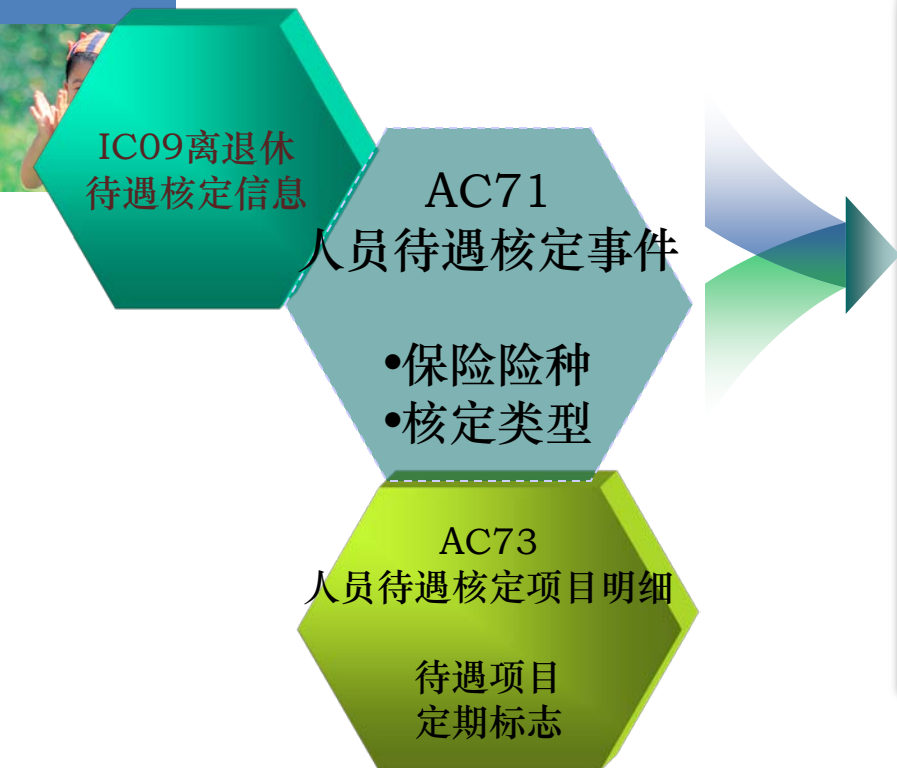 IC09离退休
待遇核定信息
AC71
人员待遇核定事件
•保险险种
•核定类型
AC73
人员待遇核定项目明细
待遇项目
定期标志